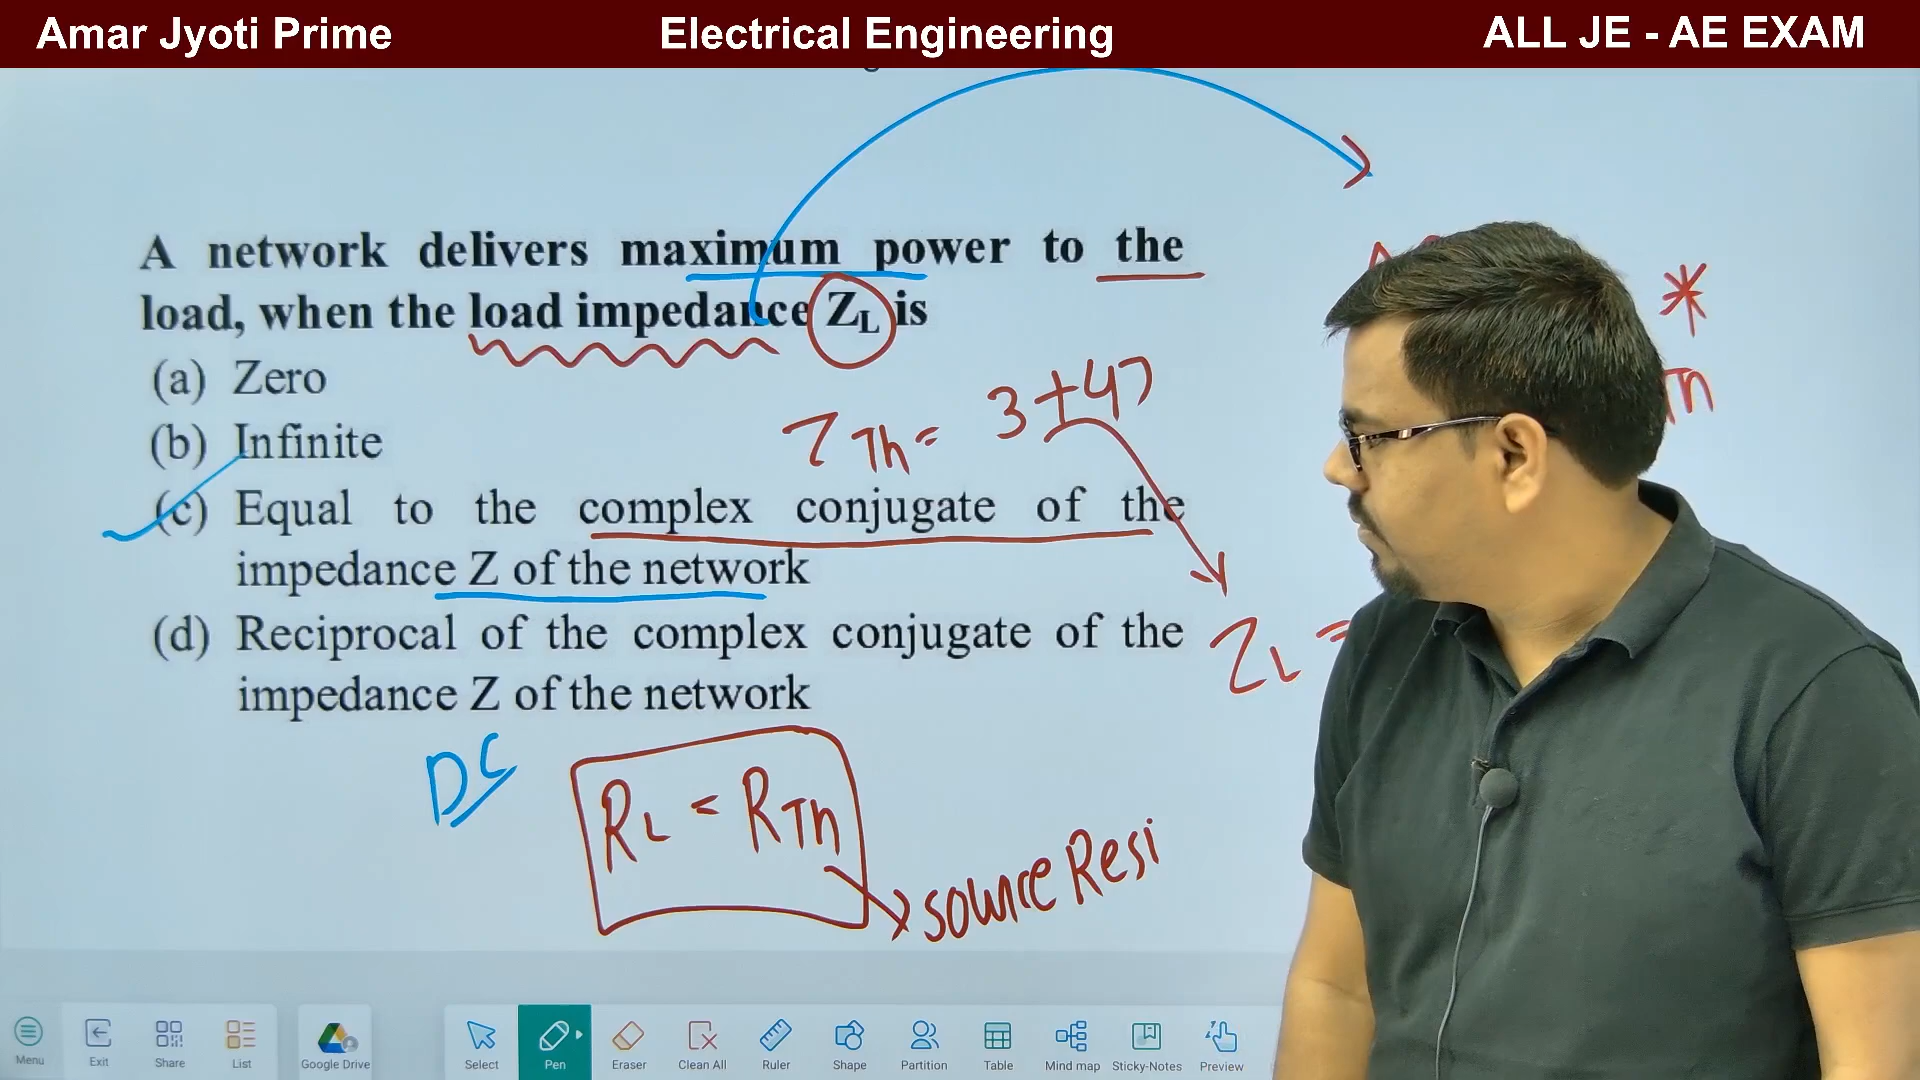 Amar Jyoti Prime Electrical Engineering ALL JE - AE EXAM
A network delivers maximum power to the
load, when the load impedance ZL is
(a) Zero
(b) Infinite
ZTh = 3+4j
(c) Equal to the complex conjugate of the
impedance Z of the network
(d) Reciprocal of the complex conjugate of the
impedance Z of the network
ZL =
DC
RL = RTh
source Resi
Menu Exit Share List Google Drive Select Pen Eraser Clean All Ruler Shape Partition Table Mind map Sticky-Notes Preview